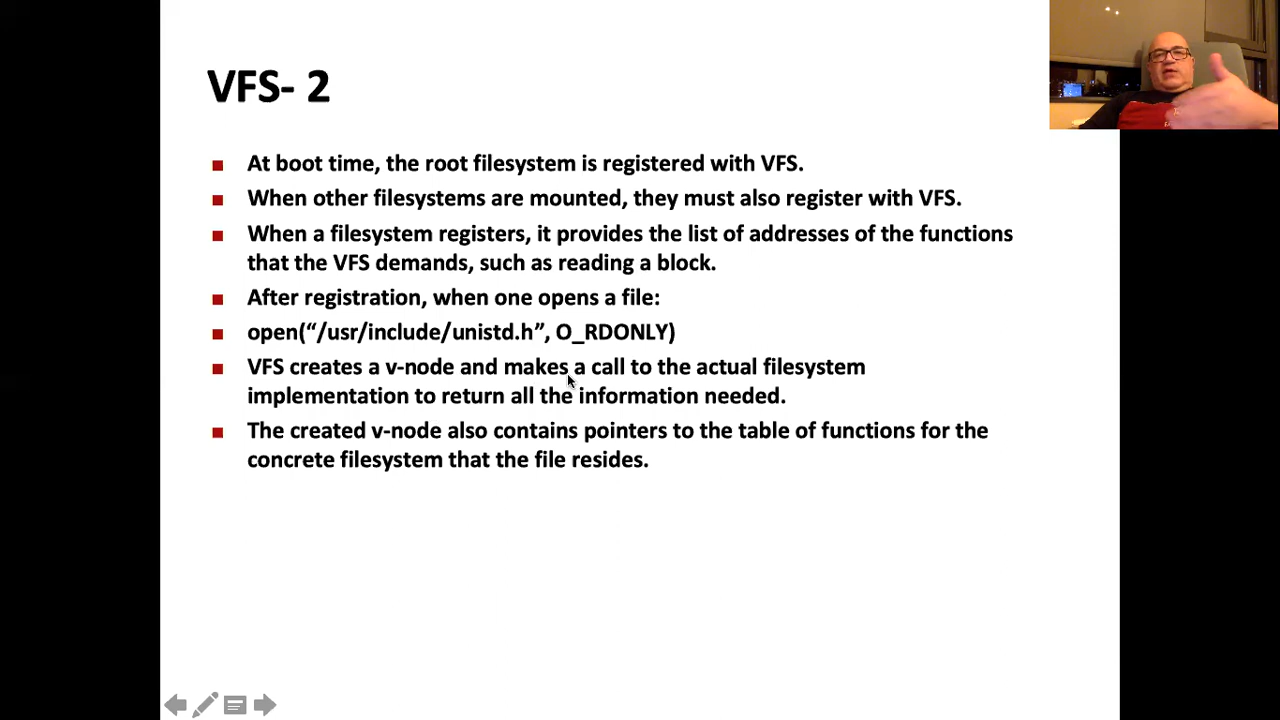 VFS- 2
At boot time, the root filesystem is registered with VFS.
When other filesystems are mounted, they must also register with VFS.
When a filesystem registers, it provides the list of addresses of the functions
that the VFS demands, such as reading a block.
After registration, when one opens a file:
open(“/usr/include/unistd.h”, O_RDONLY)
VFS creates a v-node and makes a call to the actual filesystem
implementation to return all the information needed.
The created v-node also contains pointers to the table of functions for the
concrete filesystem that the file resides.